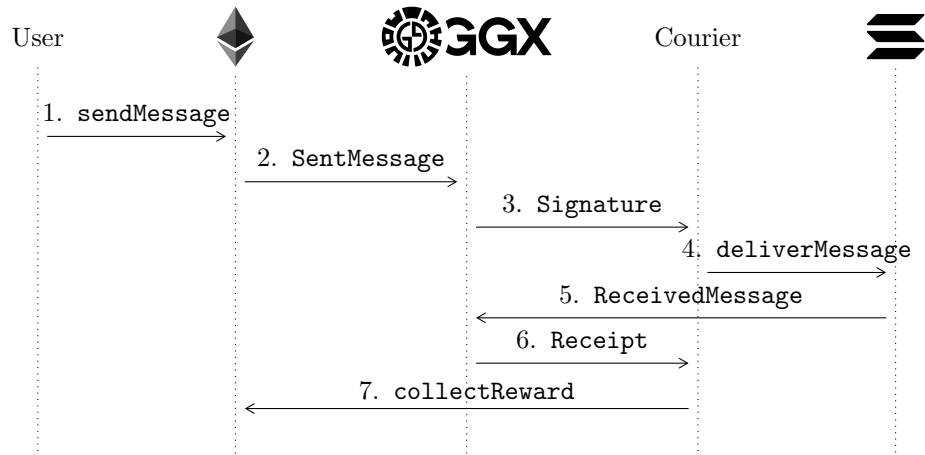 User
GGX
Courier
1. sendMessage
2. SentMessage
3. Signature
4. deliverMessage
5. ReceivedMessage
6. Receipt
7. collectReward